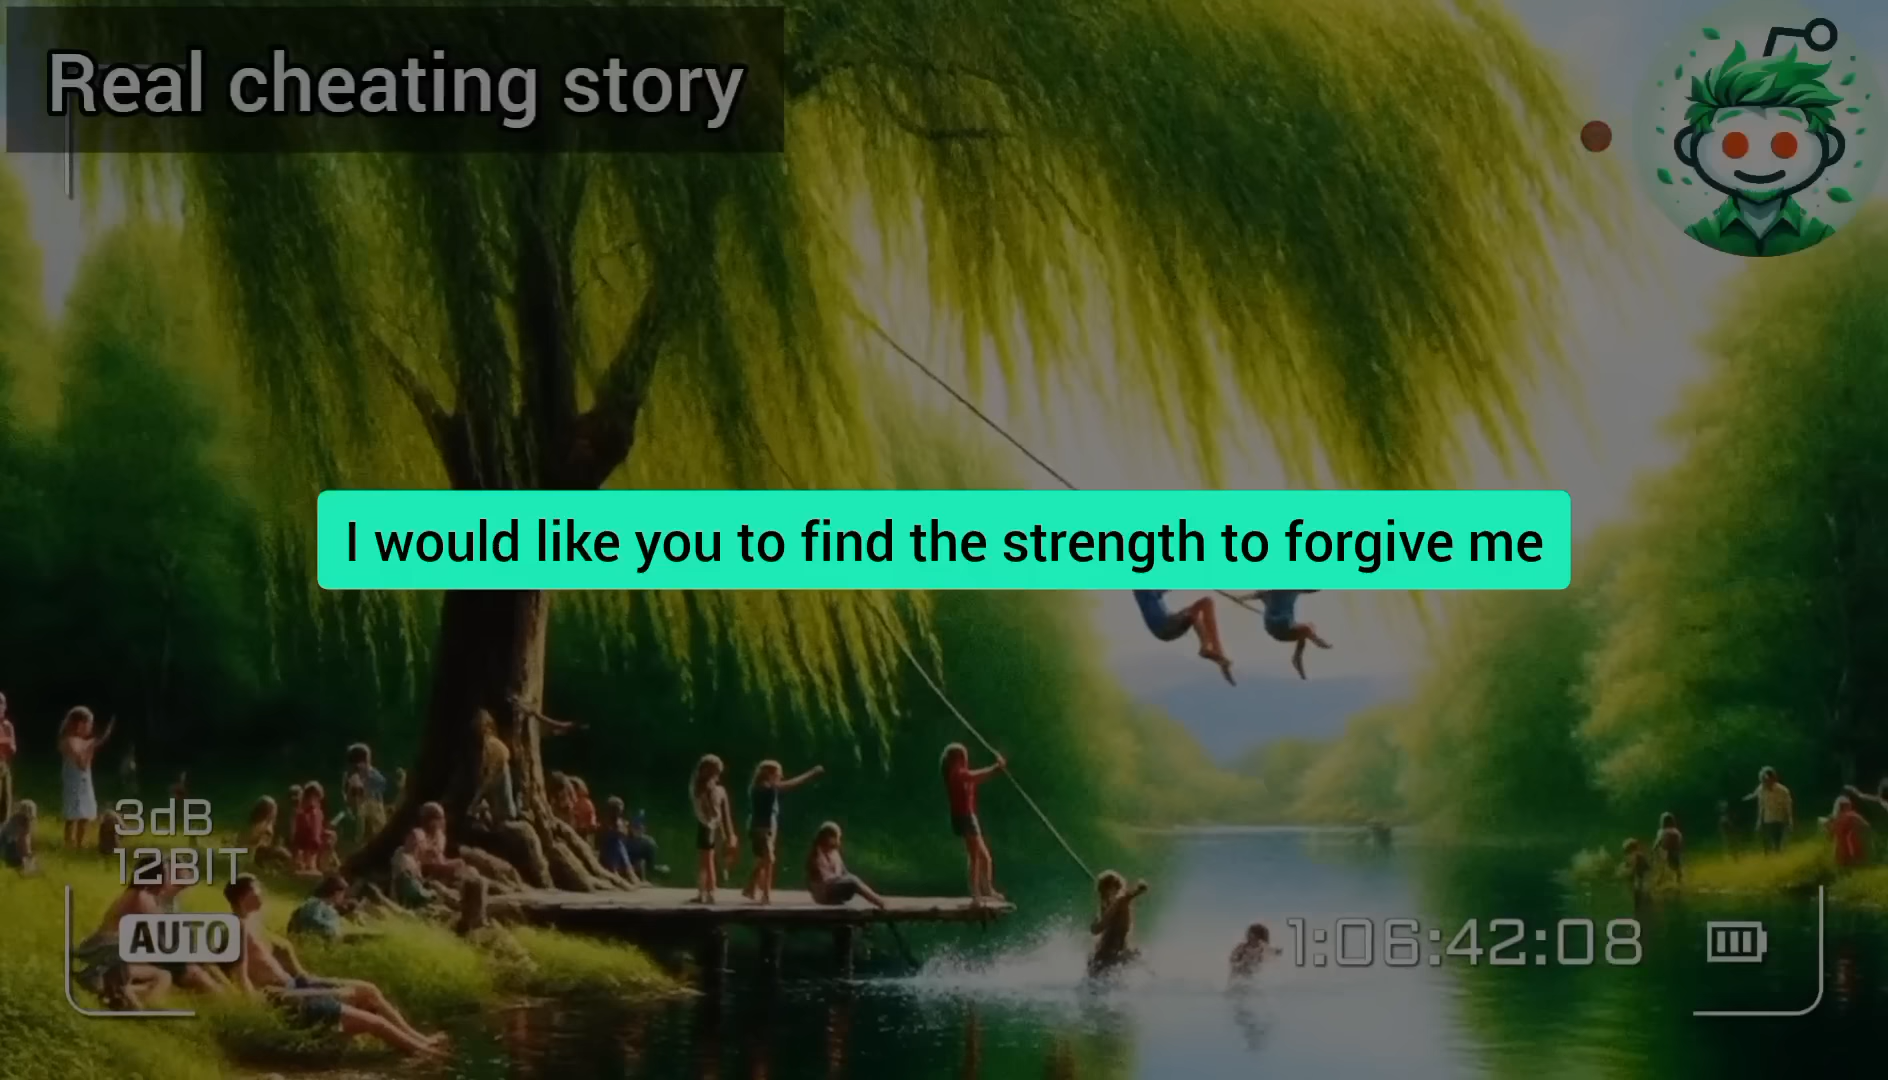 Real cheating story
I would like you to find the strength to forgive me
3dB
12BIT
AUTO
1:06:42:08